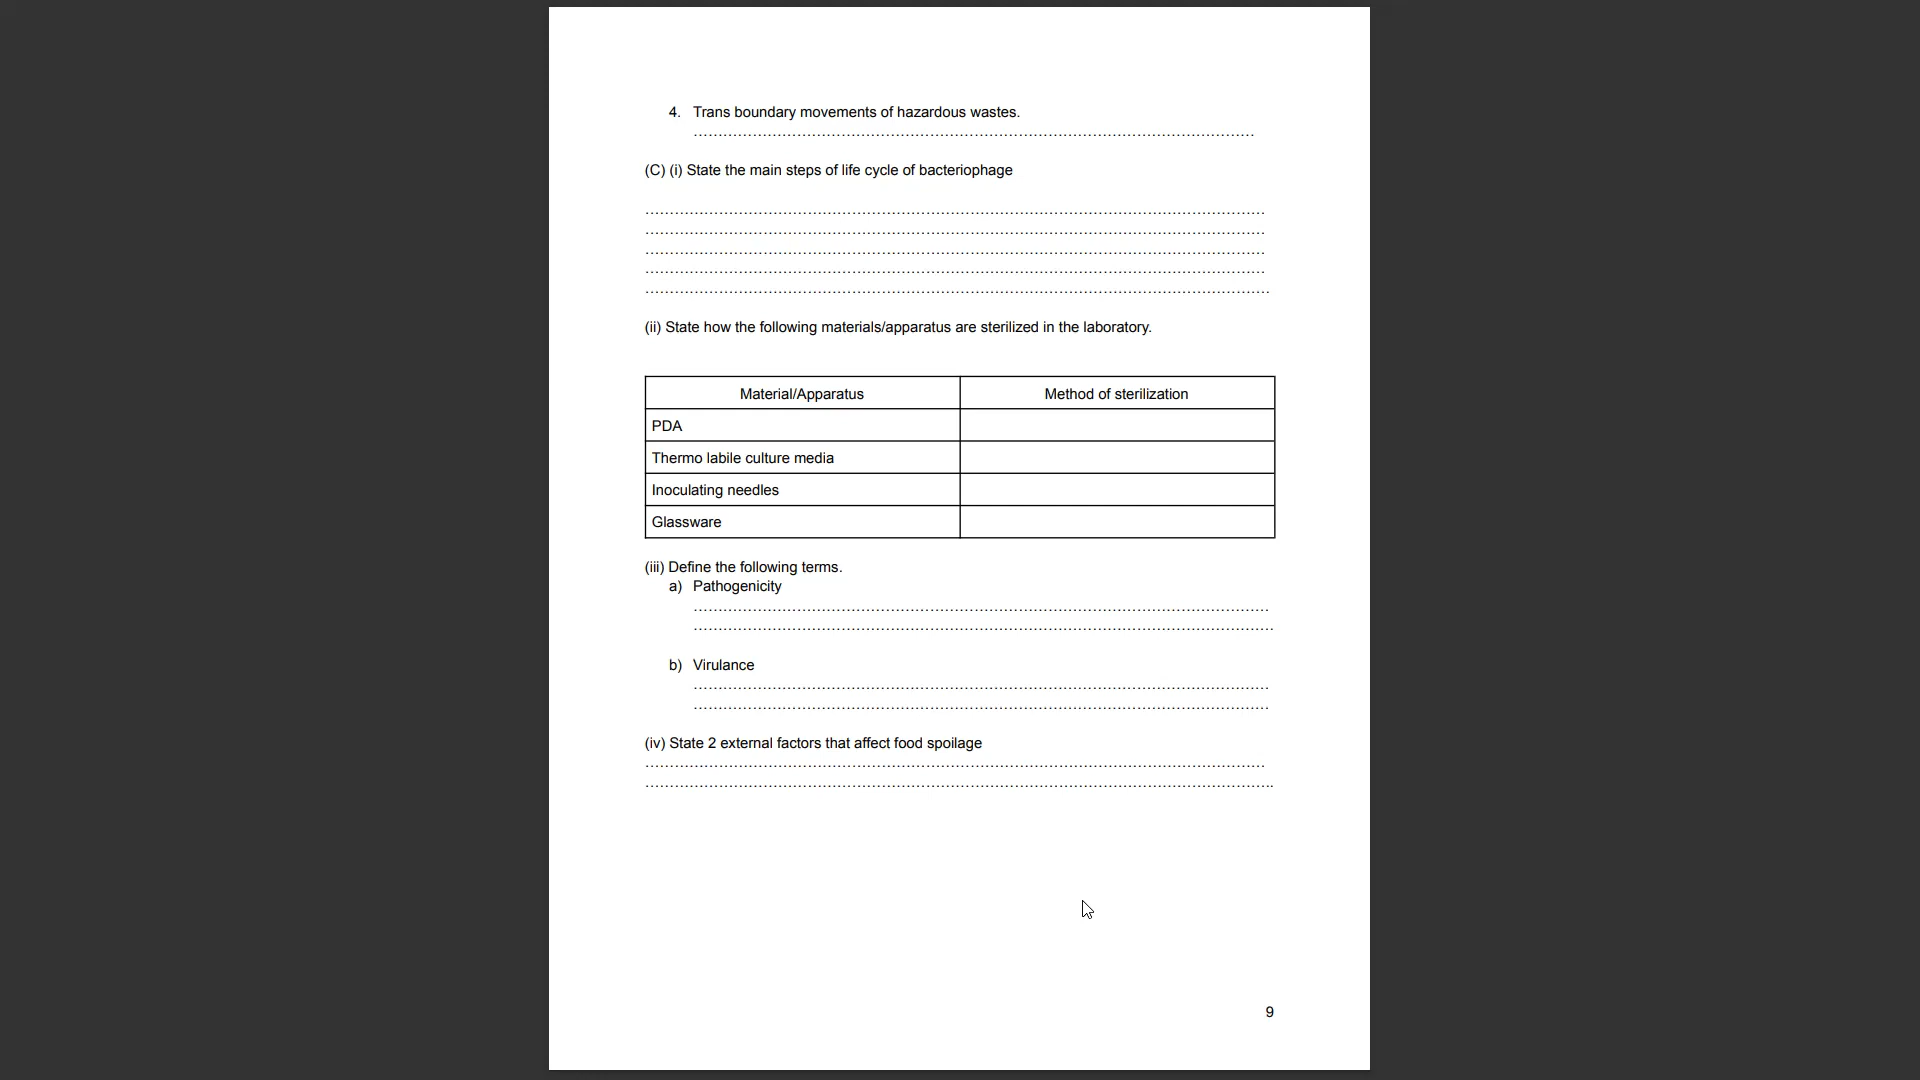 4. Trans boundary movements of hazardous wastes.
………………………………………………………………………………………………………
(C) (i) State the main steps of life cycle of bacteriophage
…………………………………………………………………………………………………………………
…………………………………………………………………………………………………………………
…………………………………………………………………………………………………………………
…………………………………………………………………………………………………………………
………………………………………………………………………………………………………………….
(ii) State how the following materials/apparatus are sterilized in the laboratory.
Material/Apparatus Method of sterilization
PDA
Thermo labile culture media
Inoculating needles
Glassware
(iii) Define the following terms.
a) Pathogenicity
…………………………………………………………………………………………………………
………………………………………………………………………………………………………….
b) Virulance
…………………………………………………………………………………………………………
…………………………………………………………………………………………………………
(iv) State 2 external factors that affect food spoilage
…………………………………………………………………………………………………………………
…………………………………………………………………………………………………………………..
9